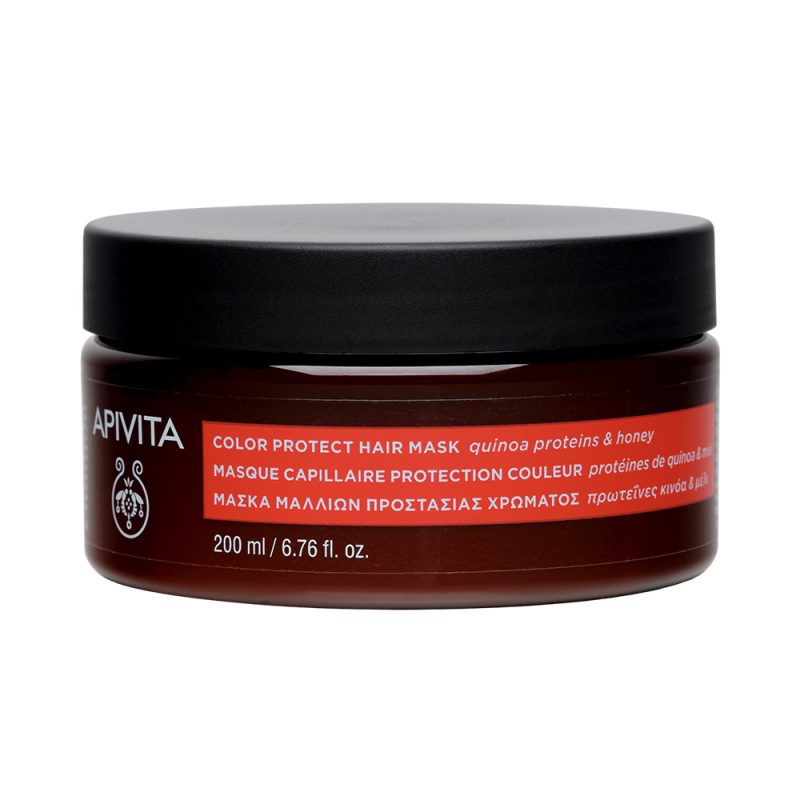 APIVITA
COLOR PROTECT HAIR MASK quinoa proteins & honey
MASQUE CAPILLAIRE PROTECTION COULEUR protéines de quinoa & miel
ΜΑΣΚΑ ΜΑΛΛΙΩΝ ΠΡΟΣΤΑΣΙΑΣ ΧΡΩΜΑΤΟΣ πρωτεΐνες κινόα & μέλι
200 ml / 6.76 fl. oz.